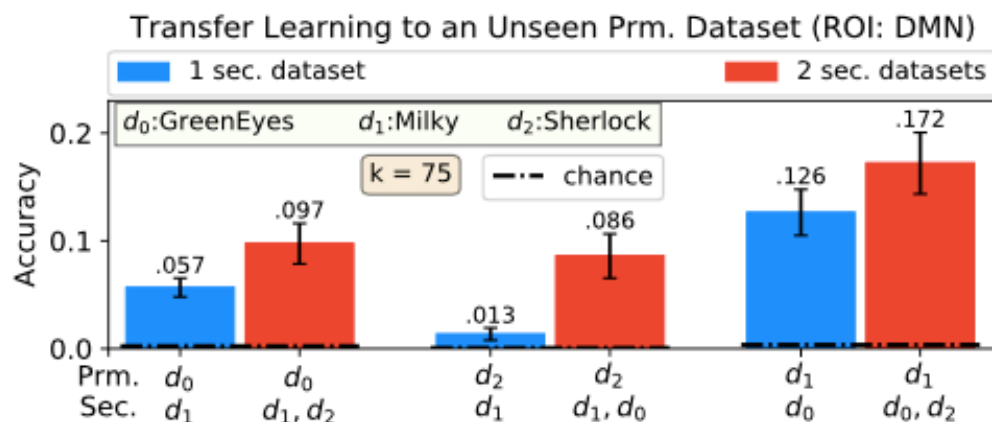 Transfer Learning to an Unseen Prm. Dataset (ROI: DMN)
1 sec. dataset 2 sec. datasets
d₀:GreenEyes d₁:Milky d₂:Sherlock
k = 75 chance
Accuracy
0.2
0.1
0.0
.057
.097
.013
.086
.126
.172
Prm. d₀ d₀ d₂ d₂ d₁ d₁
Sec. d₁ d₁, d₂ d₁ d₁, d₀ d₀ d₀, d₂